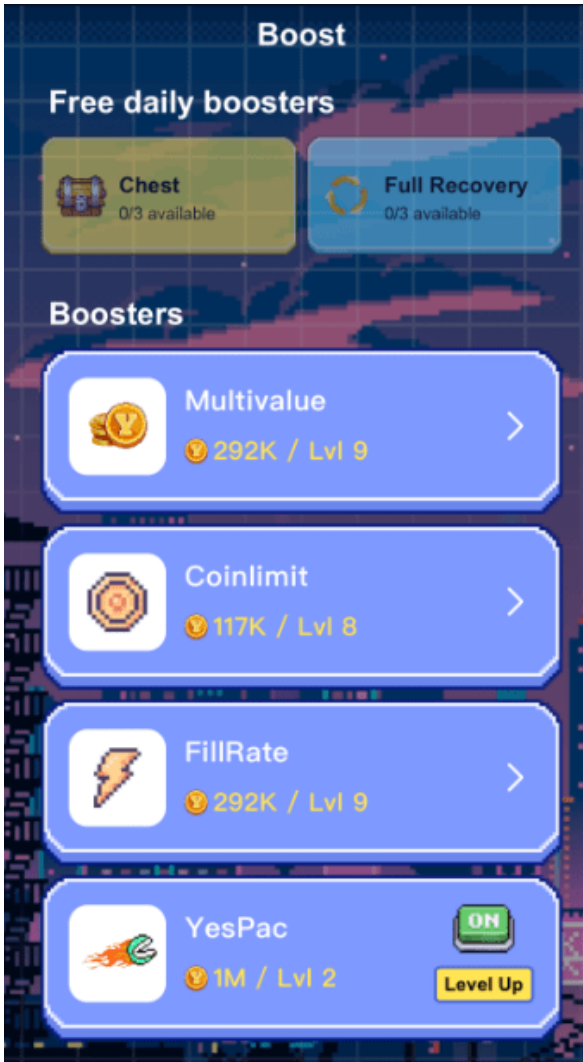 Boost
Free daily boosters
Chest
0/3 available
Full Recovery
0/3 available
Boosters
Multivalue
292K / Lvl 9
Coinlimit
117K / Lvl 8
FillRate
292K / Lvl 9
YesPac
ON
1M / Lvl 2
Level Up